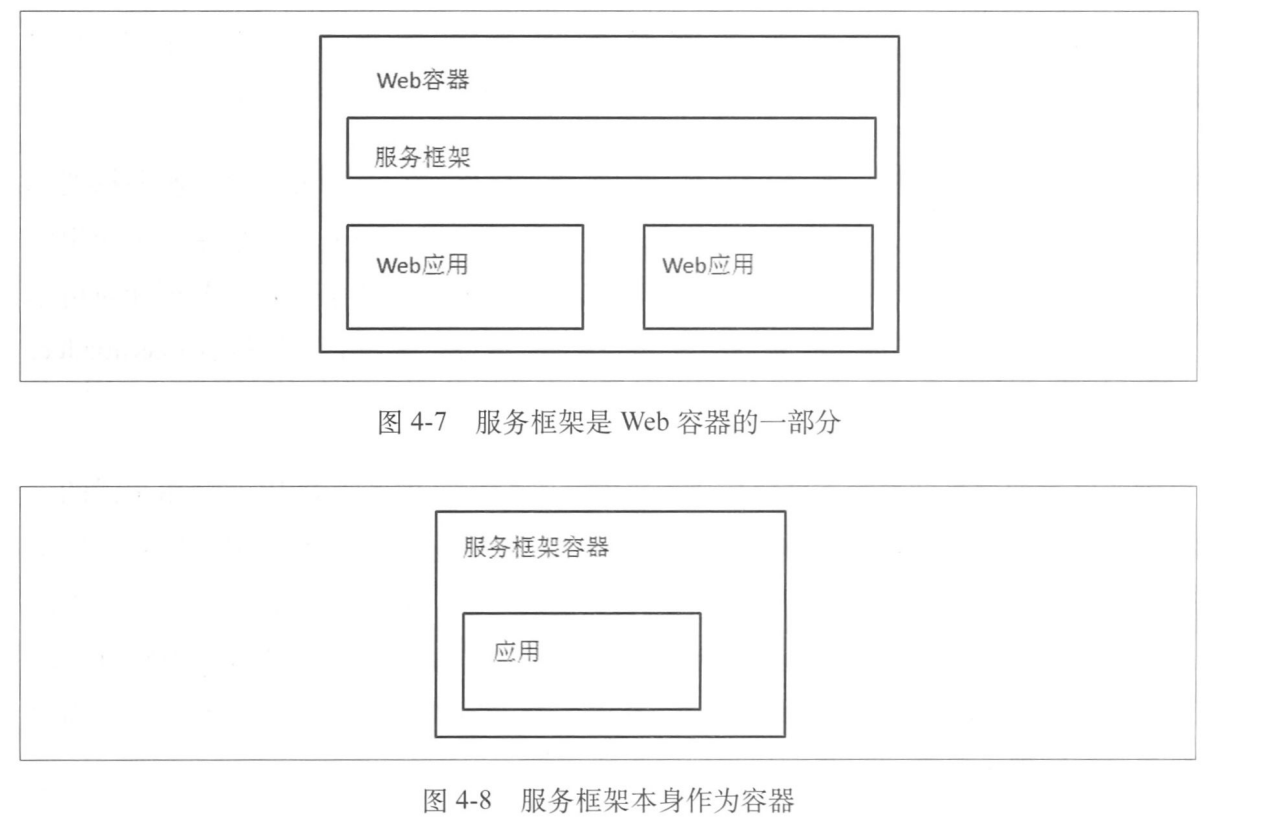 Web容器
服务框架
Web应用 Web应用
图 4-7 服务框架是 Web 容器的一部分
服务框架容器
应用
图 4-8 服务框架本身作为容器